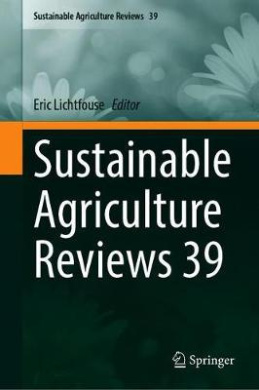 Sustainable Agriculture Reviews 39
Eric Lichtfouse Editor
Sustainable
Agriculture
Reviews 39
Springer